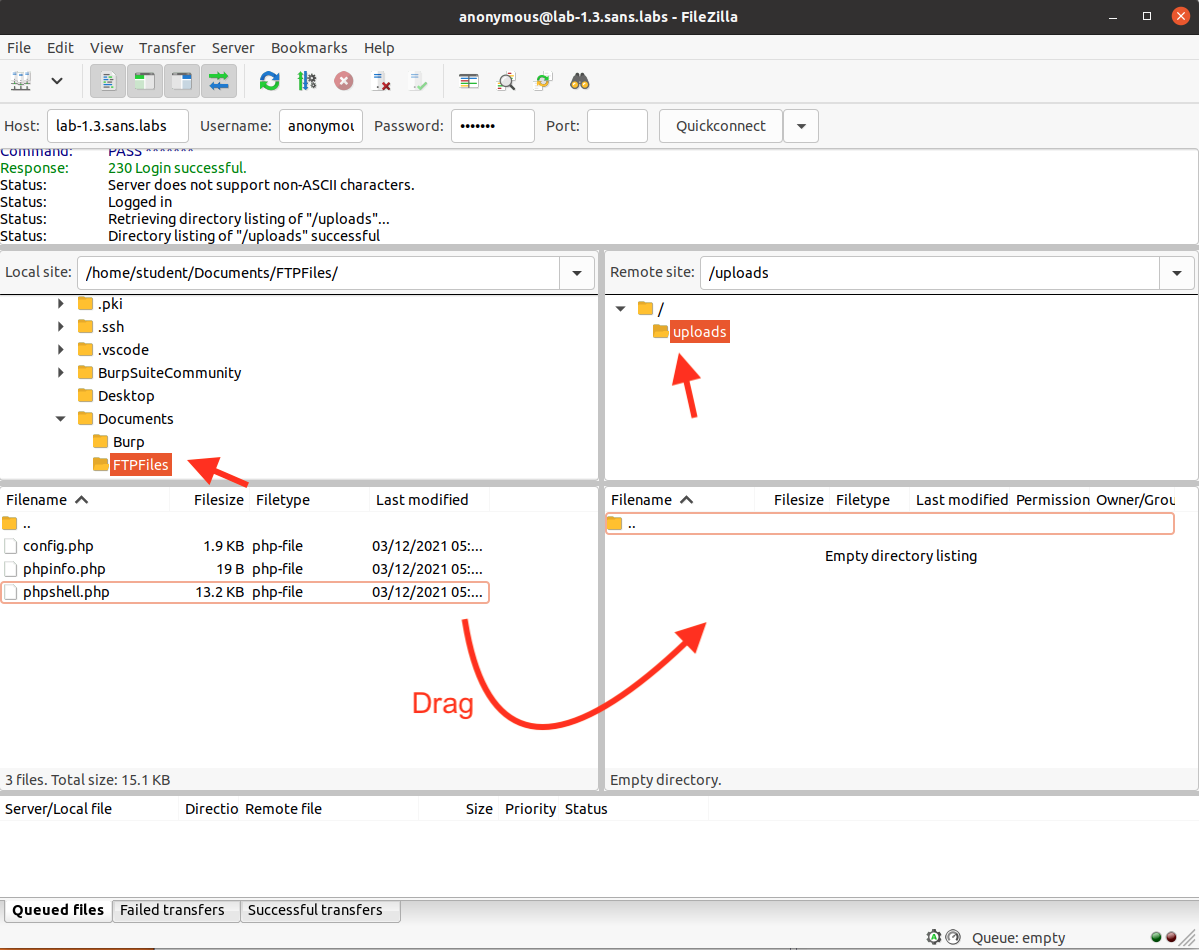 anonymous@lab-1.3.sans.labs - FileZilla
File Edit View Transfer Server Bookmarks Help
Host: lab-1.3.sans.labs Username: anonymou Password: ••••••• Port: Quickconnect
Command: PASS *******
Response: 230 Login successful.
Status: Server does not support non-ASCII characters.
Status: Logged in
Status: Retrieving directory listing of "/uploads"...
Status: Directory listing of "/uploads" successful
Local site: /home/student/Documents/FTPFiles/
.pki
.ssh
.vscode
BurpSuiteCommunity
Desktop
Documents
Burp
FTPFiles
Remote site: /uploads
/
uploads
Filename Filesize Filetype Last modified
..
config.php 1.9 KB php-file 03/12/2021 05:...
phpinfo.php 19 B php-file 03/12/2021 05:...
phpshell.php 13.2 KB php-file 03/12/2021 05:...
Drag
3 files. Total size: 15.1 KB
Filename Filesize Filetype Last modified Permission Owner/Grou
..
Empty directory listing
Empty directory.
Server/Local file Directio Remote file Size Priority Status
Queued files Failed transfers Successful transfers
Queue: empty